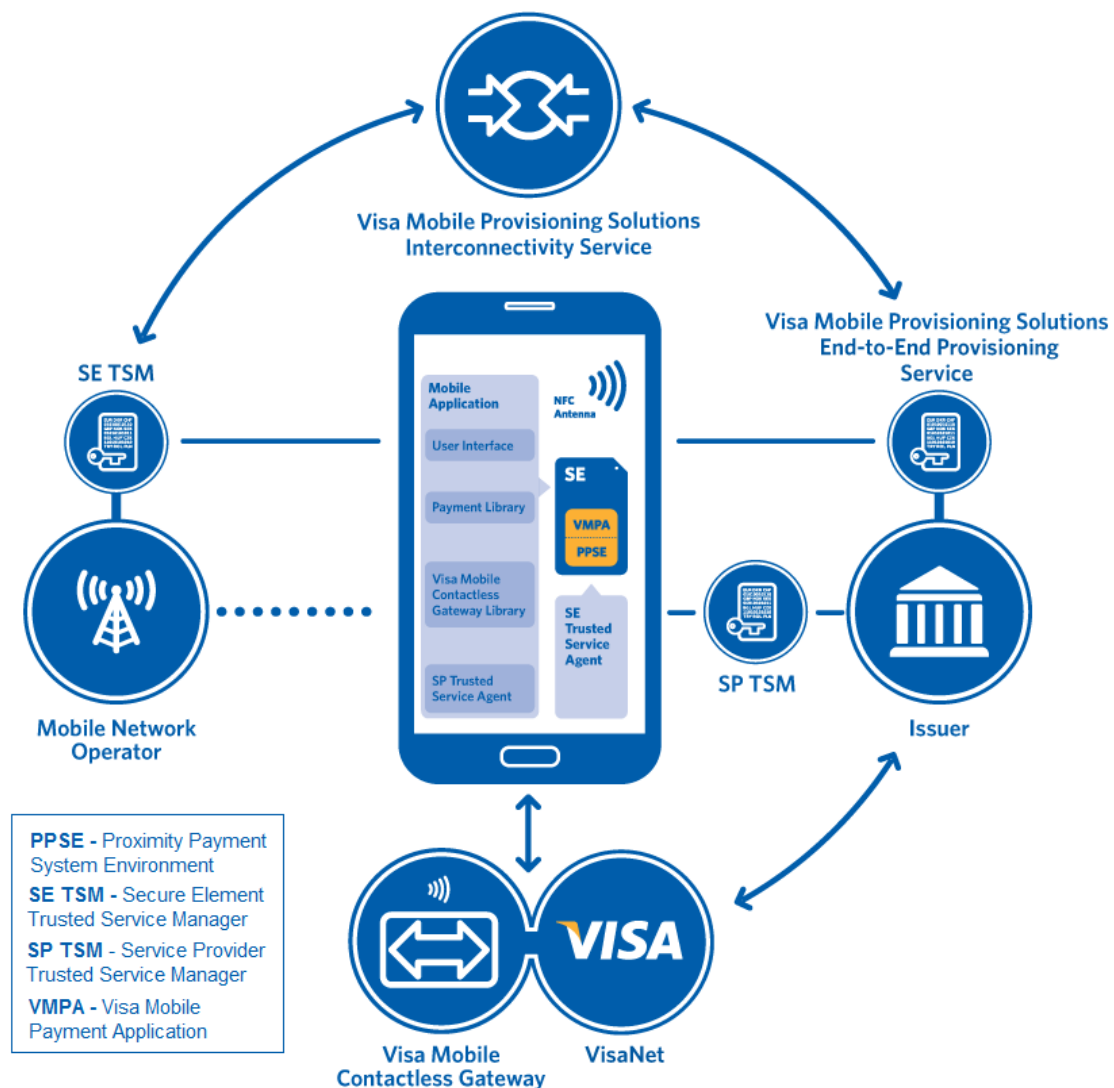 Visa Mobile Provisioning Solutions
Interconnectivity Service
Visa Mobile Provisioning Solutions
End-to-End Provisioning
Service
SE TSM
Mobile
Application
User Interface
Payment Library
Visa Mobile
Contactless
Gateway Library
SP Trusted
Service Agent
NFC
Antenna
SE
VMPA
PPSE
SE
Trusted
Service
Agent
SP TSM
Mobile Network
Operator
Issuer
PPSE - Proximity Payment
System Environment
SE TSM - Secure Element
Trusted Service Manager
SP TSM - Service Provider
Trusted Service Manager
VMPA - Visa Mobile
Payment Application
VISA
Visa Mobile
Contactless Gateway
VisaNet